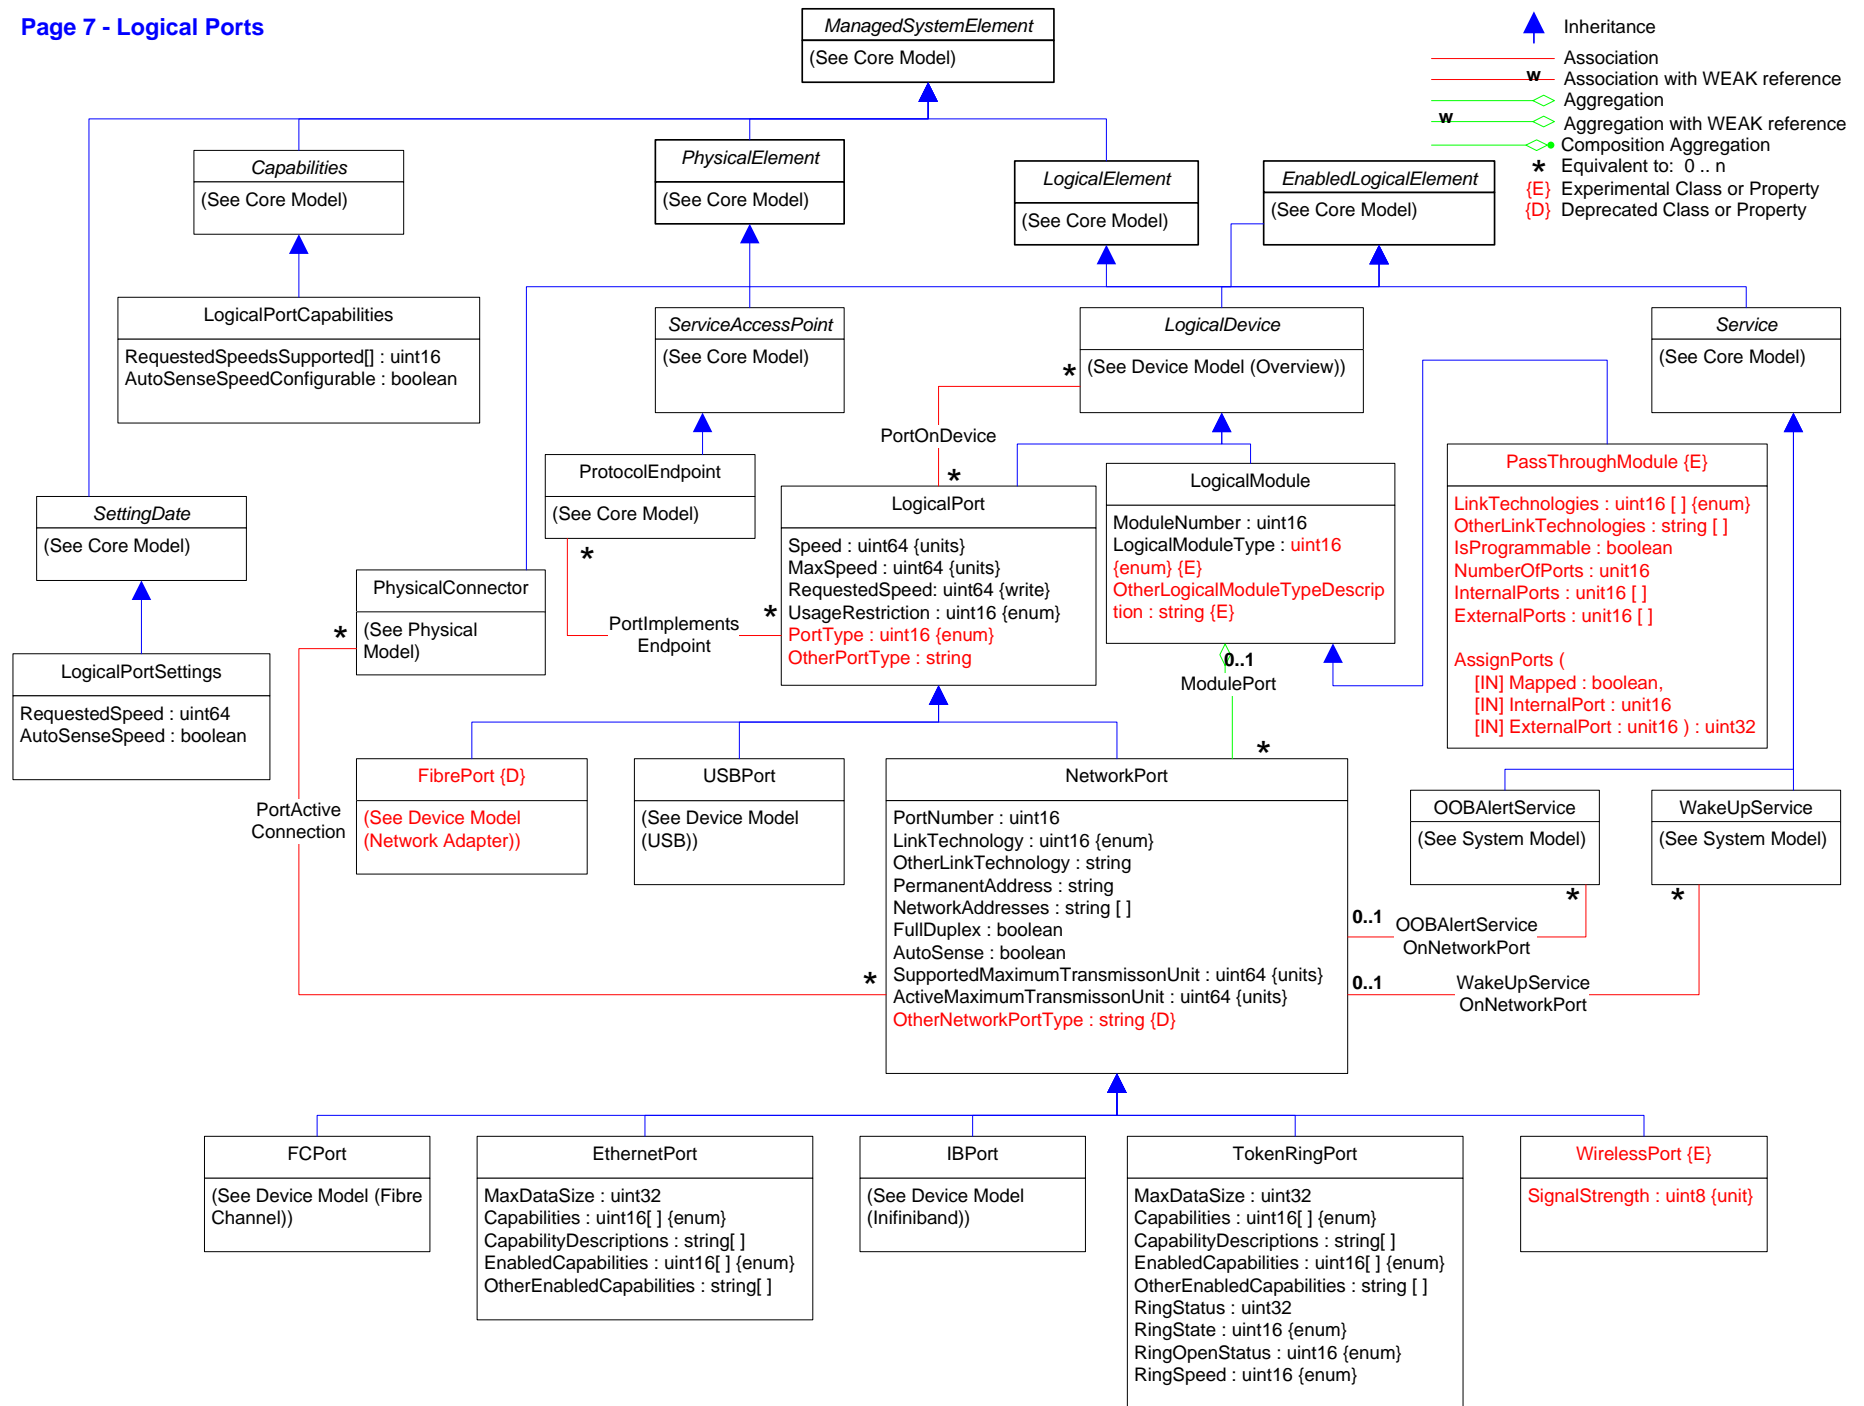 Page 7 - Logical Ports
ManagedSystemElement
(See Core Model)
Inheritance
Association
w
Association with WEAK reference
Aggregation
w
Aggregation with WEAK reference
Composition Aggregation
* Equivalent to: 0 .. n
{E} Experimental Class or Property
{D} Deprecated Class or Property
Capabilities
(See Core Model)
PhysicalElement
(See Core Model)
LogicalElement
(See Core Model)
EnabledLogicalElement
(See Core Model)
LogicalPortCapabilities
RequestedSpeedsSupported[] : uint16
AutoSenseSpeedConfigurable : boolean
ServiceAccessPoint
(See Core Model)
LogicalDevice
(See Device Model (Overview))
*
Service
(See Core Model)
PortOnDevice
*
SettingDate
(See Core Model)
ProtocolEndpoint
(See Core Model)
*
LogicalPort
Speed : uint64 {units}
MaxSpeed : uint64 {units}
RequestedSpeed: uint64 {write}
UsageRestriction : uint16 {enum}
PortType : uint16 {enum}
OtherPortType : string
LogicalModule
ModuleNumber : uint16
LogicalModuleType : uint16
{enum} {E}
OtherLogicalModuleTypeDescrip
tion : string {E}
PassThroughModule {E}
LinkTechnologies : uint16 [ ] {enum}
OtherLinkTechnologies : string [ ]
IsProgrammable : boolean
NumberOfPorts : unit16
InternalPorts : unit16 [ ]
ExternalPorts : unit16 [ ]
AssignPorts (
[IN] Mapped : boolean,
[IN] InternalPort : unit16
[IN] ExternalPort : unit16 ) : uint32
PhysicalConnector
(See Physical
Model)
*
PortImplements
Endpoint
*
0..1
ModulePort
*
LogicalPortSettings
RequestedSpeed : uint64
AutoSenseSpeed : boolean
PortActive
Connection
*
FibrePort {D}
(See Device Model
(Network Adapter))
USBPort
(See Device Model
(USB))
NetworkPort
PortNumber : uint16
LinkTechnology : uint16 {enum}
OtherLinkTechnology : string
PermanentAddress : string
NetworkAddresses : string [ ]
FullDuplex : boolean
AutoSense : boolean
SupportedMaximumTransmissonUnit : uint64 {units}
ActiveMaximumTransmissonUnit : uint64 {units}
OtherNetworkPortType : string {D}
OOBAlertService
(See System Model)
*
WakeUpService
(See System Model)
*
0..1
OOBAlertService
OnNetworkPort
0..1
WakeUpService
OnNetworkPort
FCPort
(See Device Model (Fibre
Channel))
EthernetPort
MaxDataSize : uint32
Capabilities : uint16[ ] {enum}
CapabilityDescriptions : string[ ]
EnabledCapabilities : uint16[ ] {enum}
OtherEnabledCapabilities : string[ ]
IBPort
(See Device Model
(Inifiniband))
TokenRingPort
MaxDataSize : uint32
Capabilities : uint16[ ] {enum}
CapabilityDescriptions : string[ ]
EnabledCapabilities : uint16[ ] {enum}
OtherEnabledCapabilities : string [ ]
RingStatus : uint32
RingState : uint16 {enum}
RingOpenStatus : uint16 {enum}
RingSpeed : uint16 {enum}
WirelessPort {E}
SignalStrength : uint8 {unit}